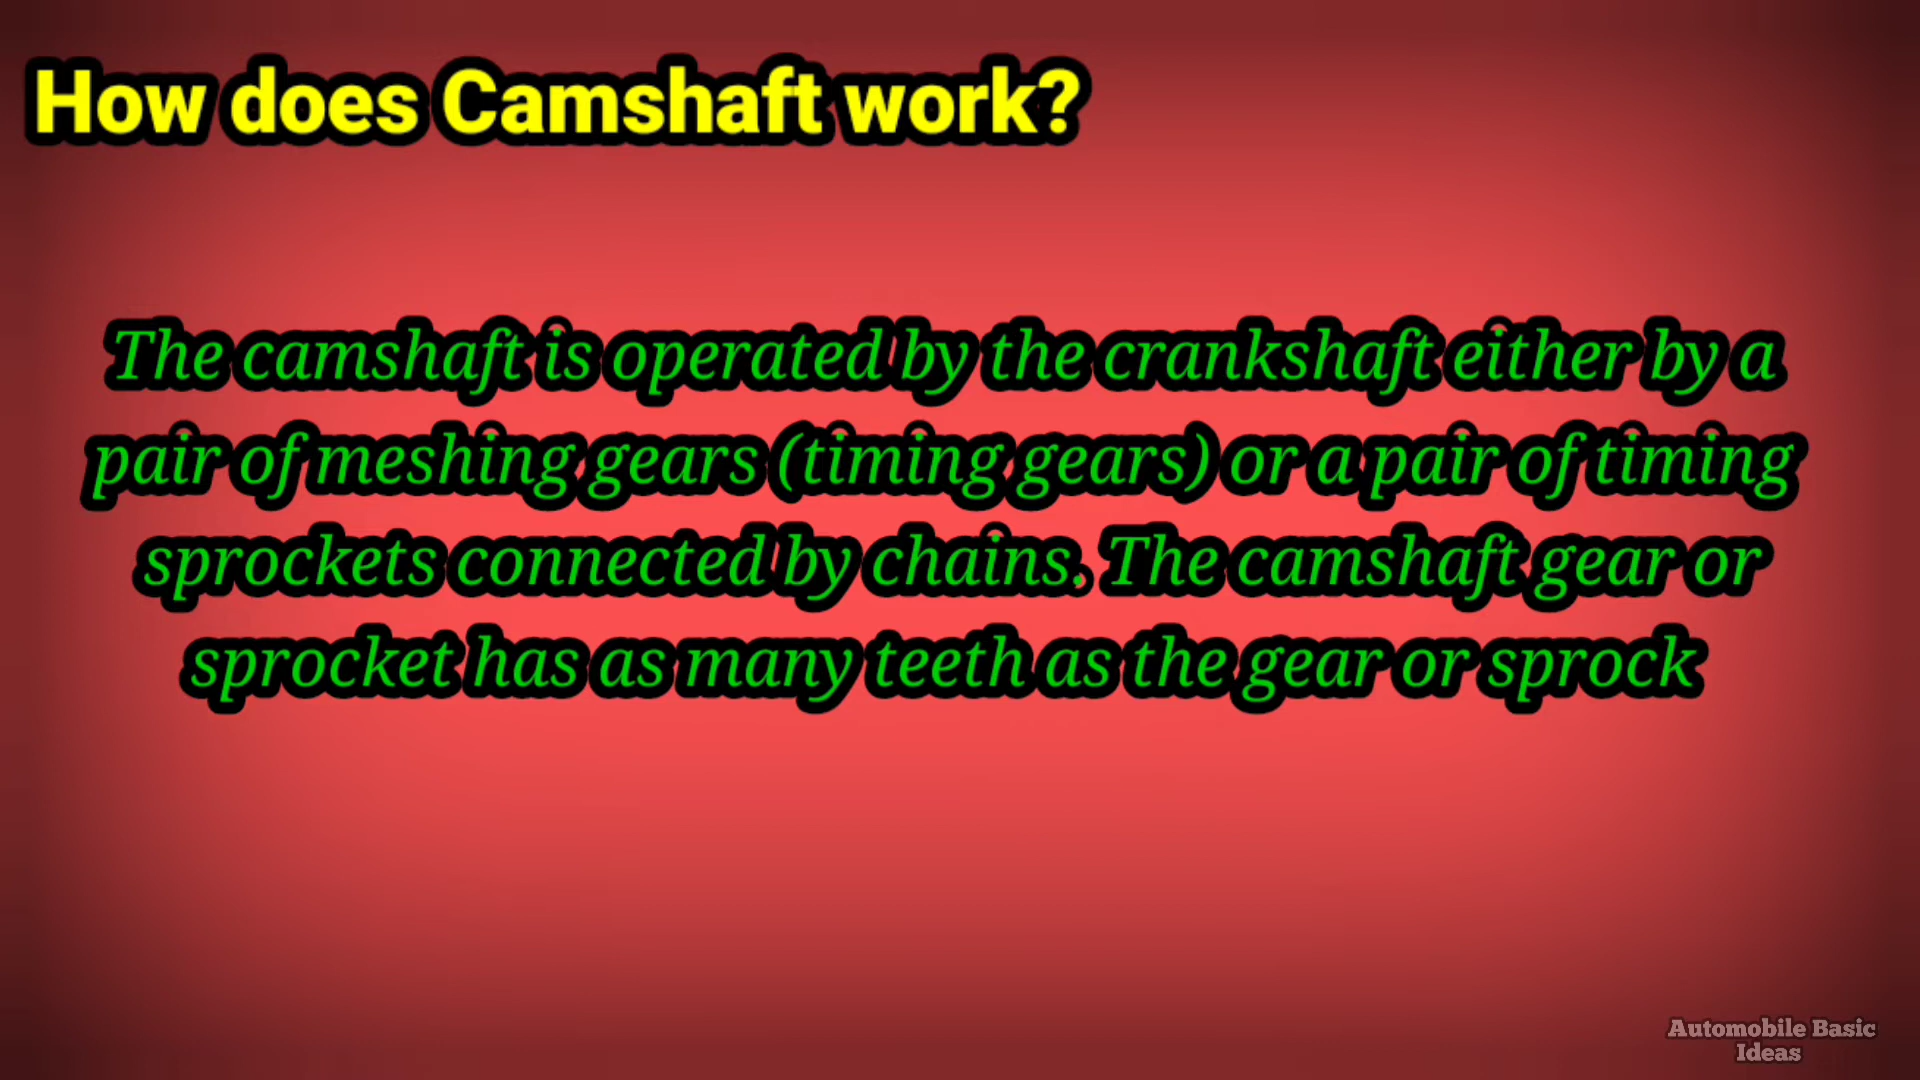 How does Camshaft work?
The camshaft is operated by the crankshaft either by a
pair of meshing gears (timing gears) or a pair of timing
sprockets connected by chains. The camshaft gear or
sprocket has as many teeth as the gear or sprock
Automobile Basic
Ideas